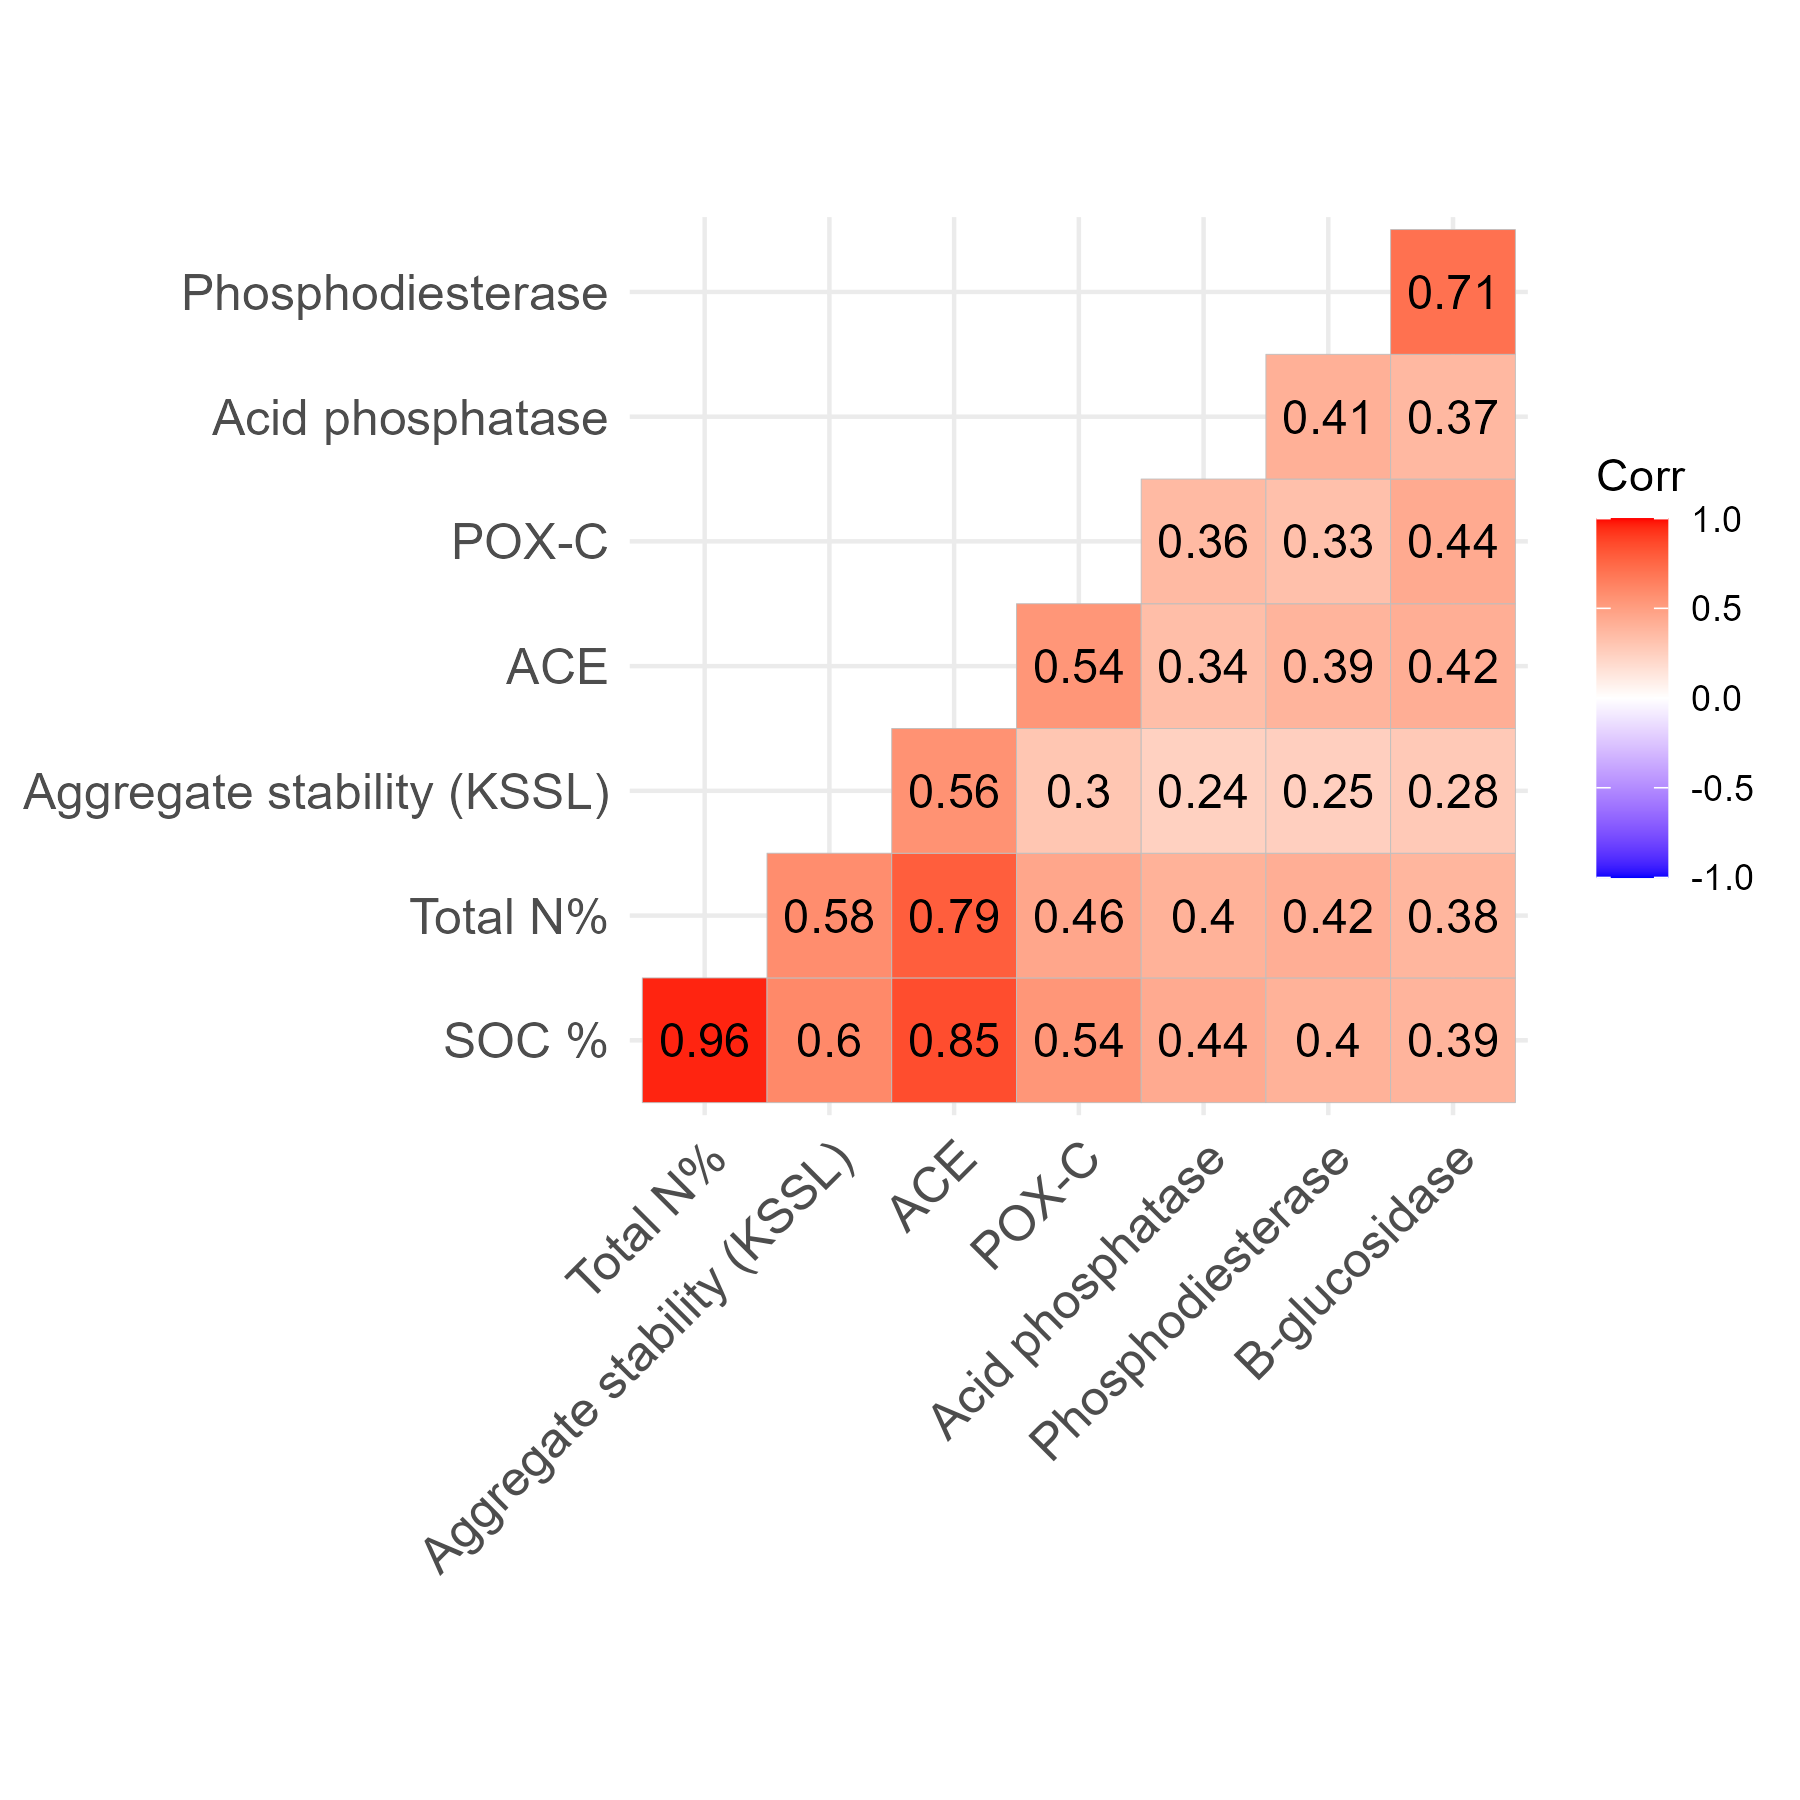 Phosphodiesterase 0.71
Acid phosphatase 0.41 0.37
POX-C 0.36 0.33 0.44
ACE 0.54 0.34 0.39 0.42
Aggregate stability (KSSL) 0.56 0.3 0.24 0.25 0.28
Total N% 0.58 0.79 0.46 0.4 0.42 0.38
SOC % 0.96 0.6 0.85 0.54 0.44 0.4 0.39
Total N%
Aggregate stability (KSSL)
ACE
POX-C
Acid phosphatase
Phosphodiesterase
B-glucosidase
Corr
1.0
0.5
0.0
-0.5
-1.0